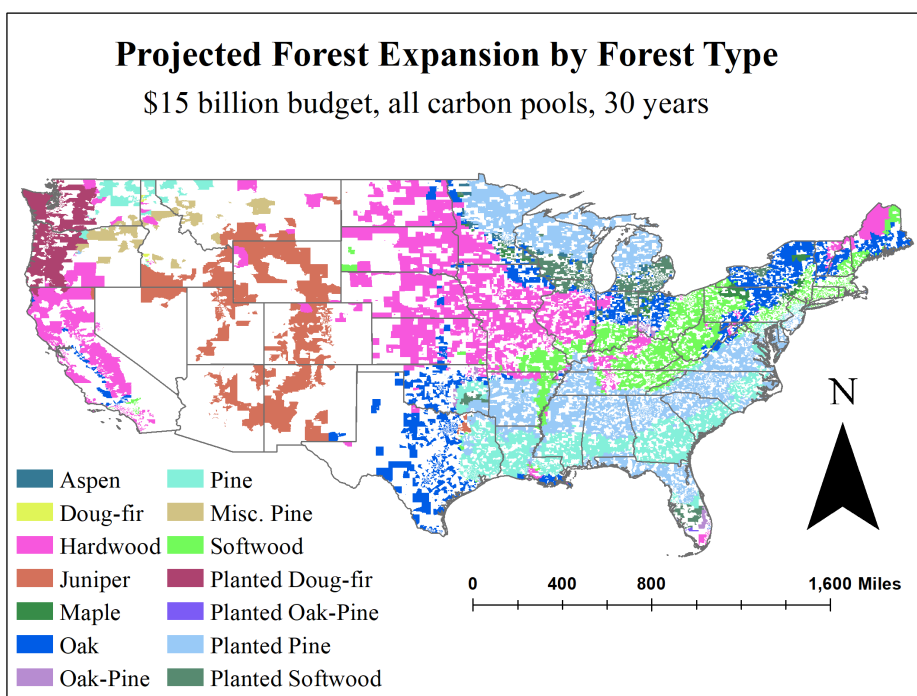 Projected Forest Expansion by Forest Type
$15 billion budget, all carbon pools, 30 years
N
Aspen
Doug-fir
Hardwood
Juniper
Maple
Oak
Oak-Pine
Pine
Misc. Pine
Softwood
Planted Doug-fir
Planted Oak-Pine
Planted Pine
Planted Softwood
0 400 800 1,600 Miles